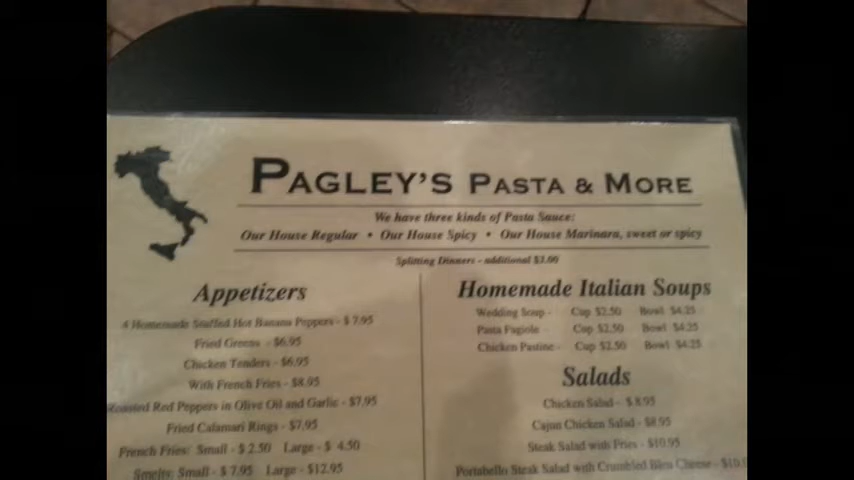 PAGLEY'S PASTA & MORE
We have three kinds of Pasta Sauce:
Our House Regular • Our House Spicy • Our House Marinara, sweet or spicy
Splitting Dinners - additional $3.00
Appetizers
4 Homemade Stuffed Hot Banana Peppers - $ 7.95
Fried Greens - $6.95
Chicken Tenders - $6.95
With French Fries - $8.95
Roasted Red Peppers in Olive Oil and Garlic - $7.95
Fried Calamari Rings - $7.95
French Fries: Small - $ 2.50 Large - $ 4.50
Smelts: Small - $ 7.95 Large - $12.95
Homemade Italian Soups
Wedding Soup - Cup $2.50 Bowl $4.25
Pasta Fagiole - Cup $2.50 Bowl $4.25
Chicken Pastine - Cup $2.50 Bowl $4.25
Salads
Chicken Salad - $ 8.95
Cajun Chicken Salad - $8.95
Steak Salad with Fries - $10.95
Portabello Steak Salad with Crumbled Bleu Cheese -